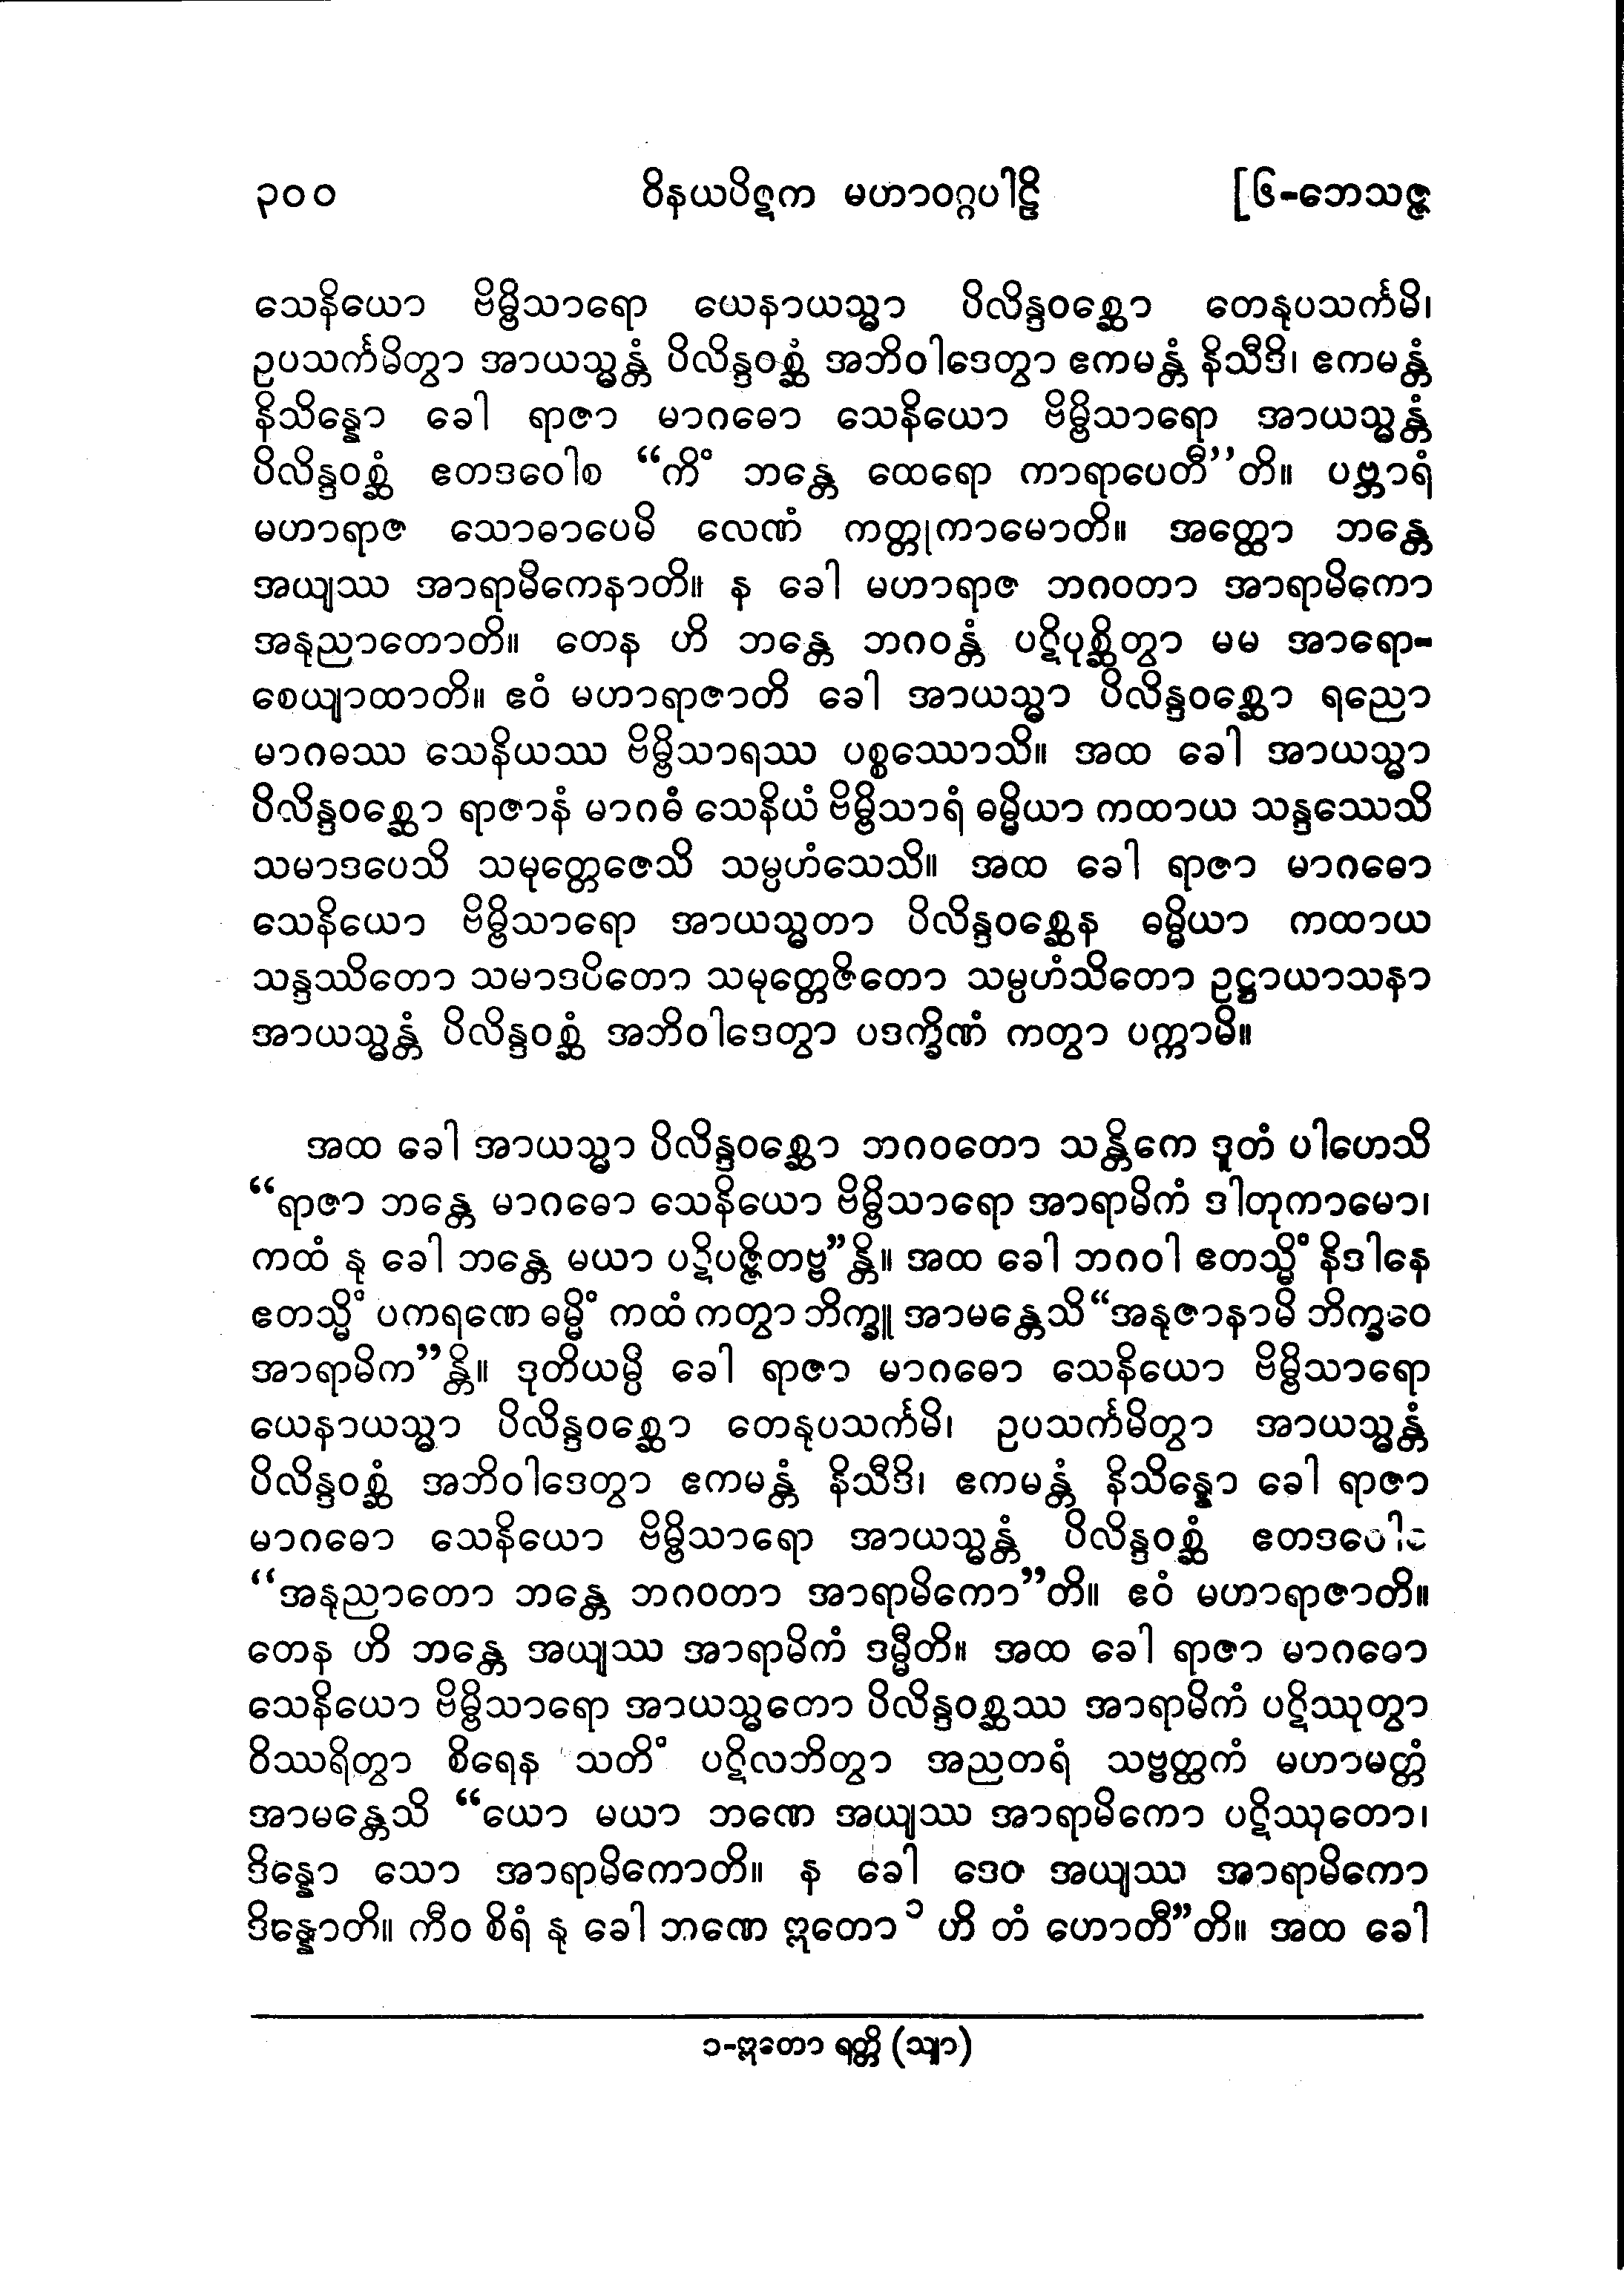 ၃၀၀ ဝိနယပိဋက မဟာဝဂ္ဂပါဠိ [၆-ဘေသဇ္ဇ
သေနိယော ဗိမ္ဗိသာရော ယေနာယသ္မာ ပိလိန္ဒဝစ္ဆော တေနုပသင်္ကမိ၊
ဥပသင်္ကမိတွာ အာယသ္မန္တံ ပိလိန္ဒဝစ္ဆံ အဘိဝါဒေတွာ ဧကမန္တံ နိသီဒိ၊ ဧကမန္တံ
နိသိန္နော ခေါ ရာဇာ မာဂဓော သေနိယော ဗိမ္ဗိသာရော အာယသ္မန္တံ
ပိလိန္ဒဝစ္ဆံ ဧတဒဝေါစ “ကိံ ဘန္တေ ထေရော ကာရာပေတီ”တိ။ ပဗ္ဘာရံ
မဟာရာဇ သောဓာပေမိ လေဏံ ကတ္တုကာမောတိ။ အတ္ထော ဘန္တေ
အယျဿ အာရာမိကေနာတိ။ န ခေါ မဟာရာဇ ဘဂဝတာ အာရာမိကော
အနုညာတောတိ။ တေန ဟိ ဘန္တေ ဘဂဝန္တံ ပဋိပုစ္ဆိတွာ မမ အာရော-
စေယျာထာတိ။ ဧဝံ မဟာရာဇာတိ ခေါ အာယသ္မာ ပိလိန္ဒဝစ္ဆော ရညော
မာဂဓဿ သေနိယဿ ဗိမ္ဗိသာရဿ ပစ္စဿောသိ။ အထ ခေါ အာယသ္မာ
ပိလိန္ဒဝစ္ဆော ရာဇာနံ မာဂဓံ သေနိယံ ဗိမ္ဗိသာရံ ဓမ္မိယာ ကထာယ သန္ဒဿေသိ
သမာဒပေသိ သမုတ္တေဇေသိ သမ္ပဟံသေသိ။ အထ ခေါ ရာဇာ မာဂဓော
သေနိယော ဗိမ္ဗိသာရော အာယသ္မတာ ပိလိန္ဒဝစ္ဆေန ဓမ္မိယာ ကထာယ
သန္ဒဿိတော သမာဒပိတော သမုတ္တေဇိတော သမ္ပဟံသိတော ဥဋ္ဌာယာသနာ
အာယသ္မန္တံ ပိလိန္ဒဝစ္ဆံ အဘိဝါဒေတွာ ပဒက္ခိဏံ ကတွာ ပက္ကာမိ။
အထ ခေါ အာယသ္မာ ပိလိန္ဒဝစ္ဆော ဘဂဝတော သန္တိကေ ဒူတံ ပါဟေသိ
“ရာဇာ ဘန္တေ မာဂဓော သေနိယော ဗိမ္ဗိသာရော အာရာမိကံ ဒါတုကာမော၊
ကထံ နု ခေါ ဘန္တေ မယာ ပဋိပဇ္ဇိတဗ္ဗ”န္တိ။ အထ ခေါ ဘဂဝါ ဧတသ္မိံ နိဒါနေ
ဧတသ္မိံ ပကရဏေ ဓမ္မိံ ကထံ ကတွာ ဘိက္ခူ အာမန္တေသိ “အနုဇာနာမိ ဘိက္ခဝေ
အာရာမိက”န္တိ။ ဒုတိယမ္ပိ ခေါ ရာဇာ မာဂဓော သေနိယော ဗိမ္ဗိသာရော
ယေနာယသ္မာ ပိလိန္ဒဝစ္ဆော တေနုပသင်္ကမိ၊ ဥပသင်္ကမိတွာ အာယသ္မန္တံ
ပိလိန္ဒဝစ္ဆံ အဘိဝါဒေတွာ ဧကမန္တံ နိသီဒိ၊ ဧကမန္တံ နိသိန္နော ခေါ ရာဇာ
မာဂဓော သေနိယော ဗိမ္ဗိသာရော အာယသ္မန္တံ ပိလိန္ဒဝစ္ဆံ ဧတဒဝေါစ
“အနုညာတော ဘန္တေ ဘဂဝတာ အာရာမိကော”တိ။ ဧဝံ မဟာရာဇာတိ။
တေန ဟိ ဘန္တေ အယျဿ အာရာမိကံ ဒမ္မီတိ။ အထ ခေါ ရာဇာ မာဂဓော
သေနိယော ဗိမ္ဗိသာရော အာယသ္မတော ပိလိန္ဒဝစ္ဆဿ အာရာမိကံ ပဋိဿုတွာ
ဝိဿရိတွာ စိရေန သတိံ ပဋိလဘိတွာ အညတရံ သဗ္ဗတ္ထကံ မဟာမတ္တံ
အာမန္တေသိ “ယော မယာ ဘဏေ အယျဿ အာရာမိကော ပဋိဿုတော၊
ဒိန္နော သော အာရာမိကောတိ။ န ခေါ ဒေဝ အယျဿ အာရာမိကော
ဒိန္နောတိ။ ကီဝ စိရံ နု ခေါ ဘဏေ ဣတော ၁ ဟိ တံ ဟောတီ”တိ။ အထ ခေါ
၁-ဣတော ရတ္တိ (သျာ)